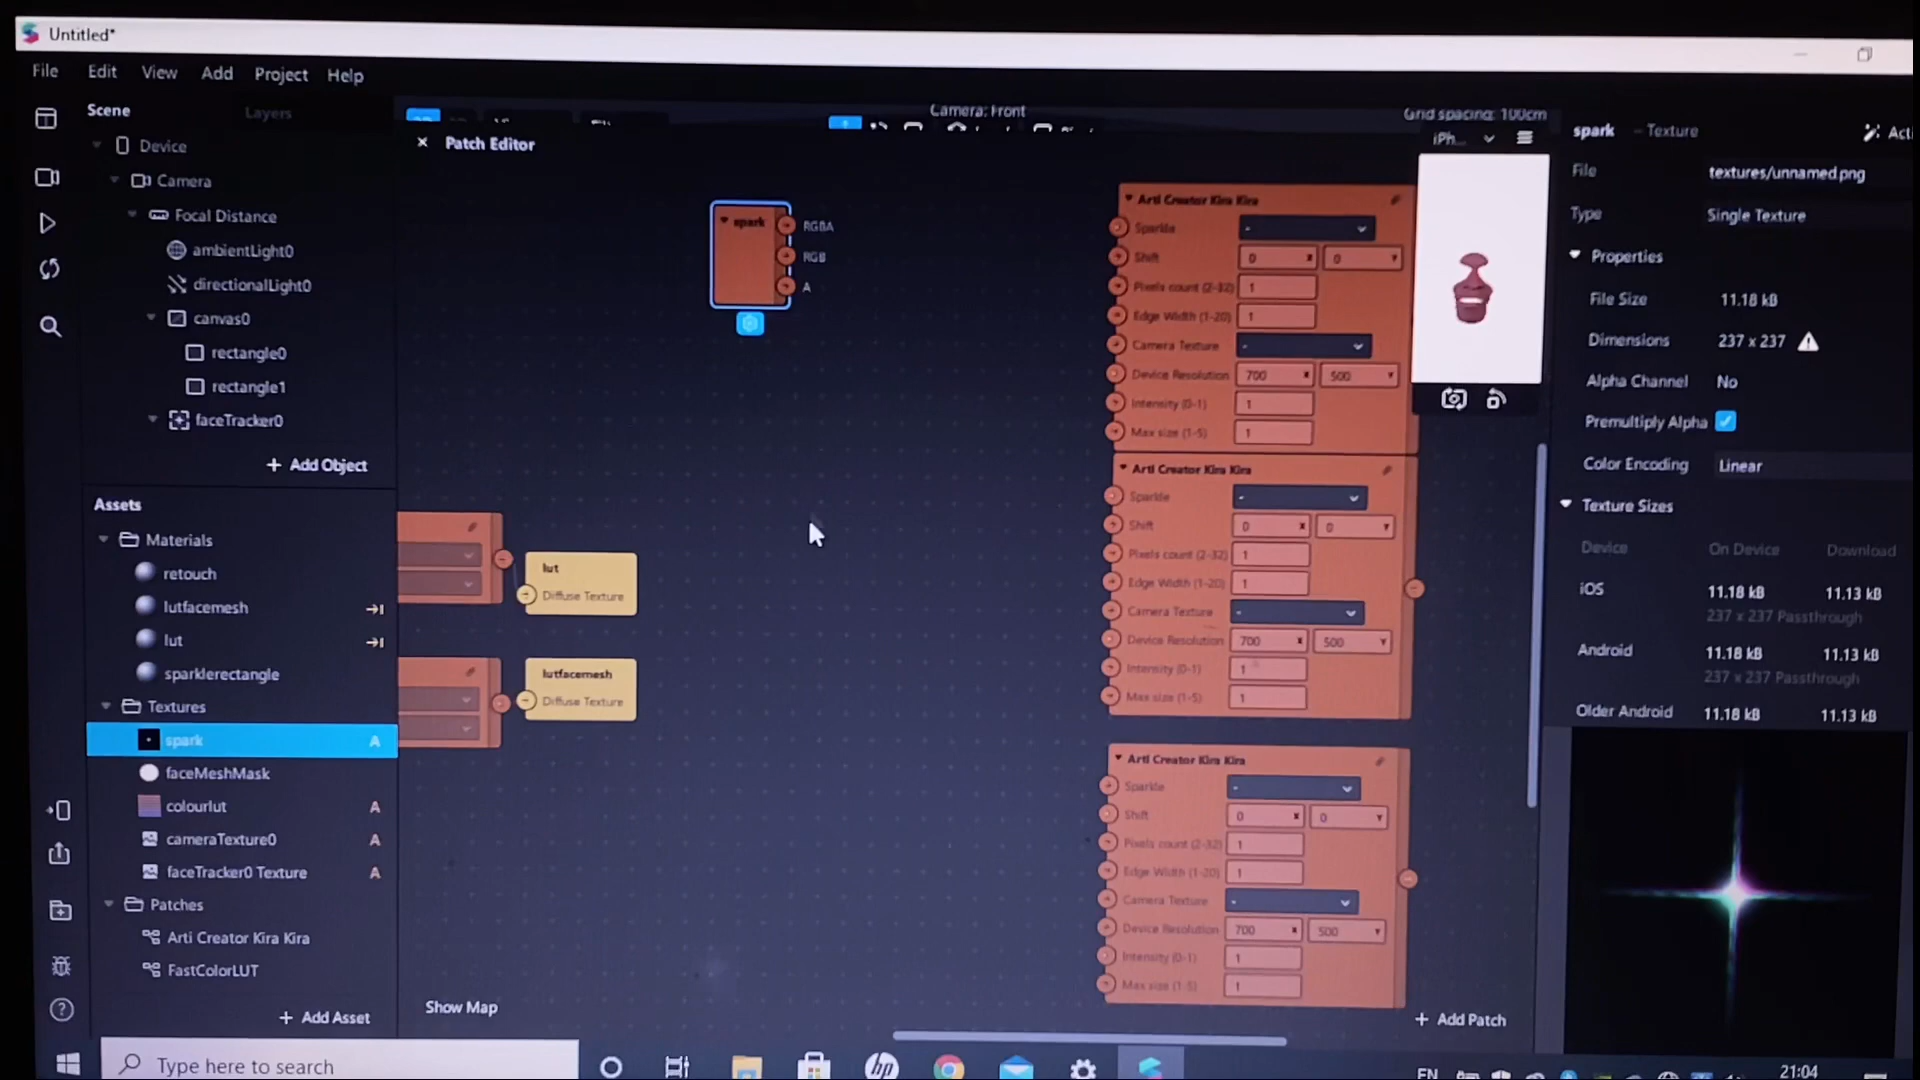 Untitled*
File Edit View Add Project Help
Scene
Layers
Device
Camera
Focal Distance
ambientLight0
directionalLight0
canvas0
rectangle0
rectangle1
faceTracker0
+ Add Object
Assets
Materials
retouch
lutfacemesh
lut
sparklerectangle
Textures
spark A
faceMeshMask
colourlut A
cameraTexture0 A
faceTracker0 Texture A
Patches
Arti Creator Kira Kira
FastColorLUT
+ Add Asset
Camera: Front
Grid spacing: 100cm
Patch Editor
iPh...
spark
RGBA
RGB
A
lut
Diffuse Texture
lutfacemesh
Diffuse Texture
Arti Creator Kira Kira
Sparkle -
Shift 0 x 0 Y
Pixels count (2-32) 1
Edge Width (1-20) 1
Camera Texture -
Device Resolution 700 x 500 Y
Intensity (0-1) 1
Max size (1-5) 1
Arti Creator Kira Kira
Sparkle -
Shift 0 x 0 Y
Pixels count (2-32) 1
Edge Width (1-20) 1
Camera Texture -
Device Resolution 700 x 500 Y
Intensity (0-1) 1
Max size (1-5) 1
Arti Creator Kira Kira
Sparkle -
Shift 0 x 0 Y
Pixels count (2-32) 1
Edge Width (1-20) 1
Camera Texture -
Device Resolution 700 x 500 Y
Intensity (0-1) 1
Max size (1-5) 1
Show Map
+ Add Patch
spark - Texture
Acti
File textures/unnamed.png
Type Single Texture
Properties
File Size 11.18 kB
Dimensions 237 x 237
Alpha Channel No
Premultiply Alpha
Color Encoding Linear
Texture Sizes
Device On Device Download
iOS 11.18 kB 11.13 kB
237 x 237 Passthrough
Android 11.18 kB 11.13 kB
237 x 237 Passthrough
Older Android 11.18 kB 11.13 kB
Type here to search
hp
EN
21:04